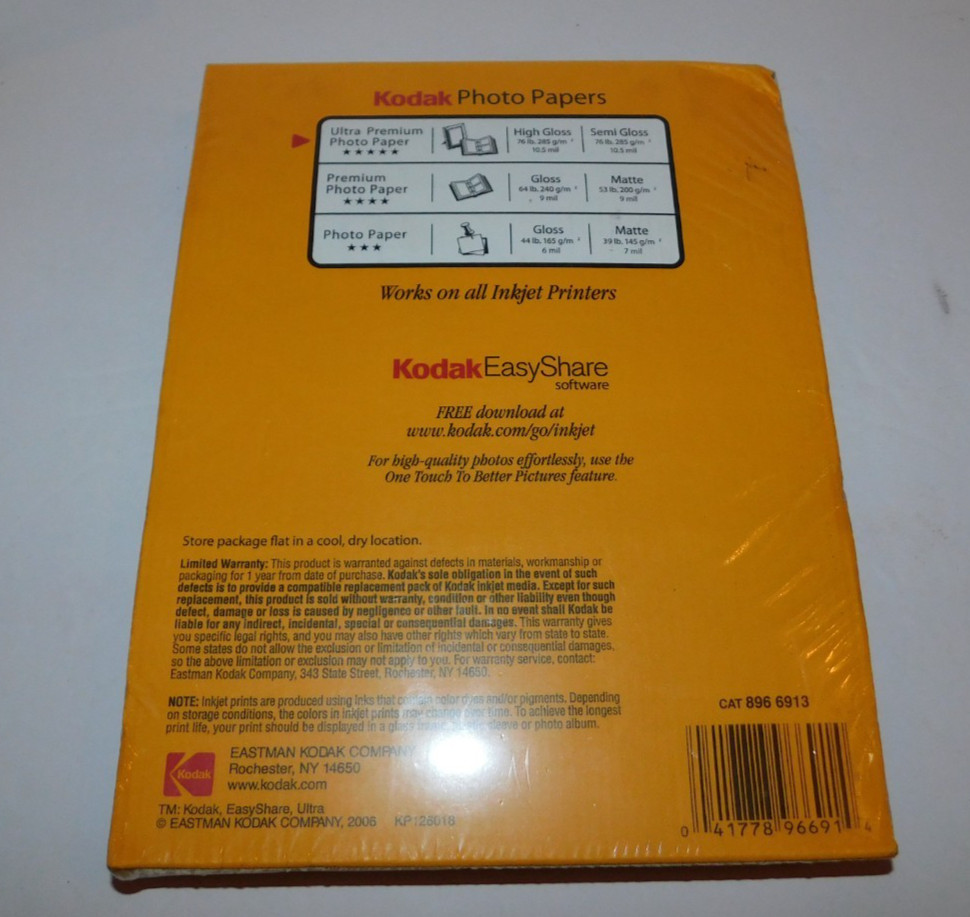 Kodak Photo Papers
Ultra Premium High Gloss Semi Gloss
Photo Paper 76 lb. 285 g/m² 76 lb. 285 g/m²
★★★★★ 10.5 mil 10.5 mil
Premium Gloss Matte
Photo Paper 64 lb. 240 g/m² 53 lb. 200 g/m²
★★★★ 9 mil 9 mil
Photo Paper Gloss Matte
★★★ 44 lb. 165 g/m² 39 lb. 145 g/m²
6 mil 7 mil
Works on all Inkjet Printers
Kodak EasyShare
software
FREE download at
www.kodak.com/go/inkjet
For high-quality photos effortlessly, use the
One Touch To Better Pictures feature.
Store package flat in a cool, dry location.
Limited Warranty: This product is warranted against defects in materials, workmanship or
packaging for 1 year from date of purchase. Kodak's sole obligation in the event of such
defects is to provide a compatible replacement pack of Kodak inkjet media. Except for such
replacement, this product is sold without warranty, condition or other liability even though
defect, damage or loss is caused by negligence or other fault. In no event shall Kodak be
liable for any indirect, incidental, special or consequential damages. This warranty gives
you specific legal rights, and you may also have other rights which vary from state to state.
Some states do not allow the exclusion or limitation of incidental or consequential damages,
so the above limitation or exclusion may not apply to you. For warranty service, contact:
Eastman Kodak Company, 343 State Street, Rochester, NY 14650.
NOTE: Inkjet prints are produced using inks that contain color dyes and/or pigments. Depending
on storage conditions, the colors in inkjet prints may change over time. To achieve the longest
print life, your print should be displayed in a glass sleeve or photo album.
CAT 896 6913
Kodak
EASTMAN KODAK COMPANY
Rochester, NY 14650
www.kodak.com
TM: Kodak, EasyShare, Ultra
© EASTMAN KODAK COMPANY, 2006 KP126018
0 41778 96691 4